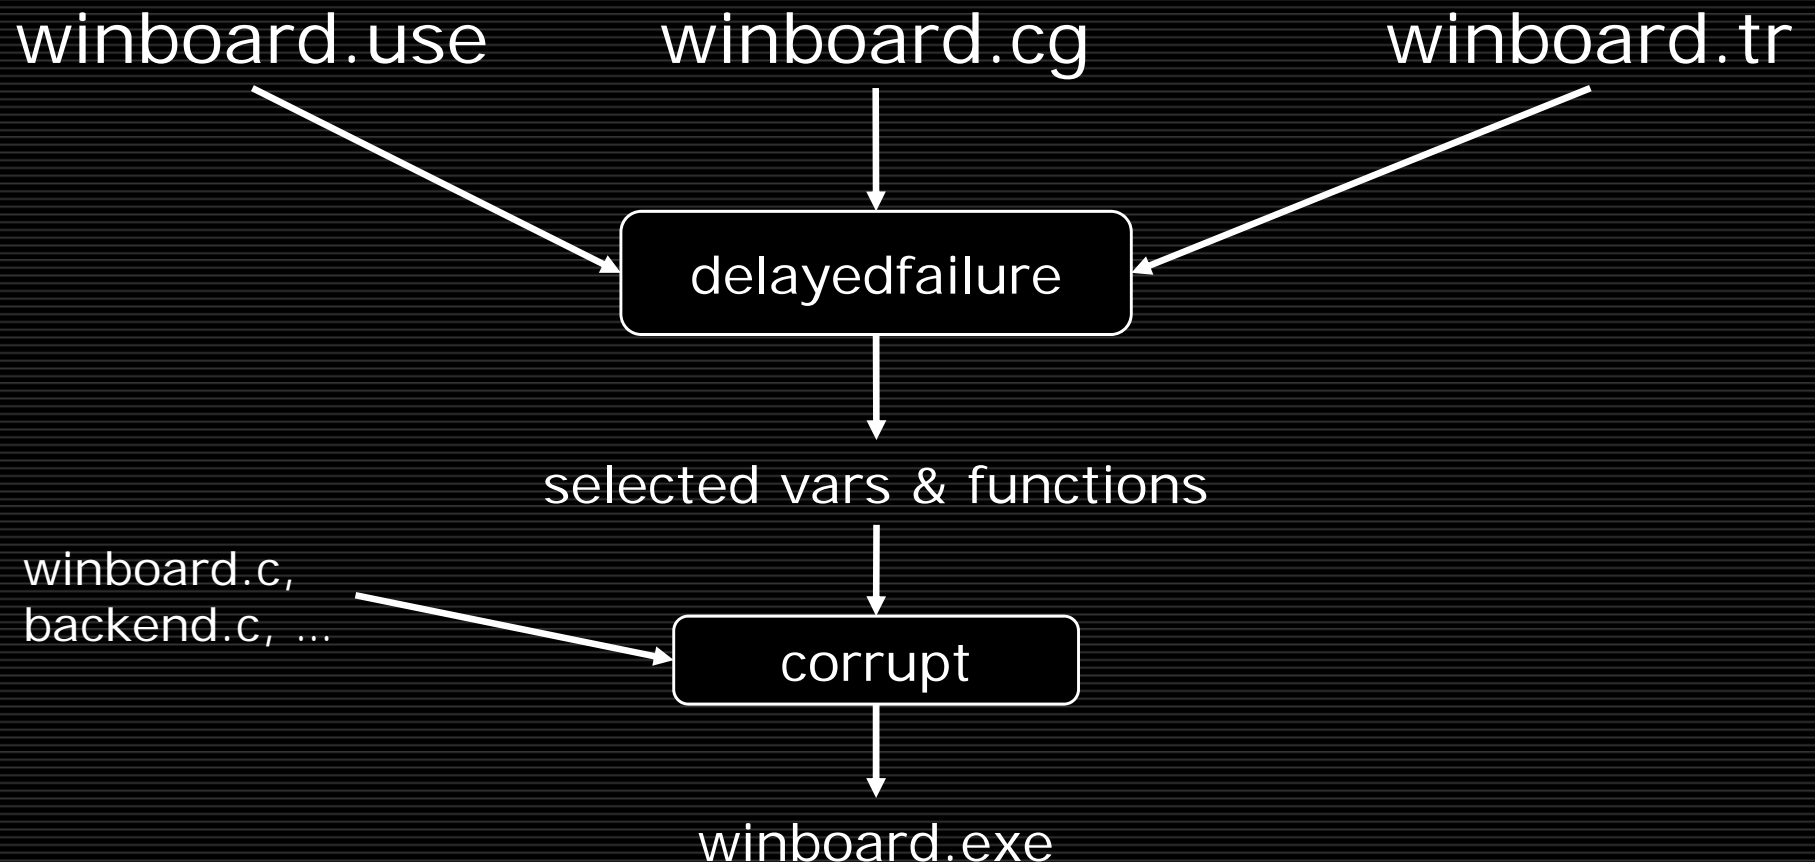 winboard.use
winboard.cg
winboard.tr
delayedfailure
selected vars & functions
winboard.c,
backend.c, ...
corrupt
winboard.exe